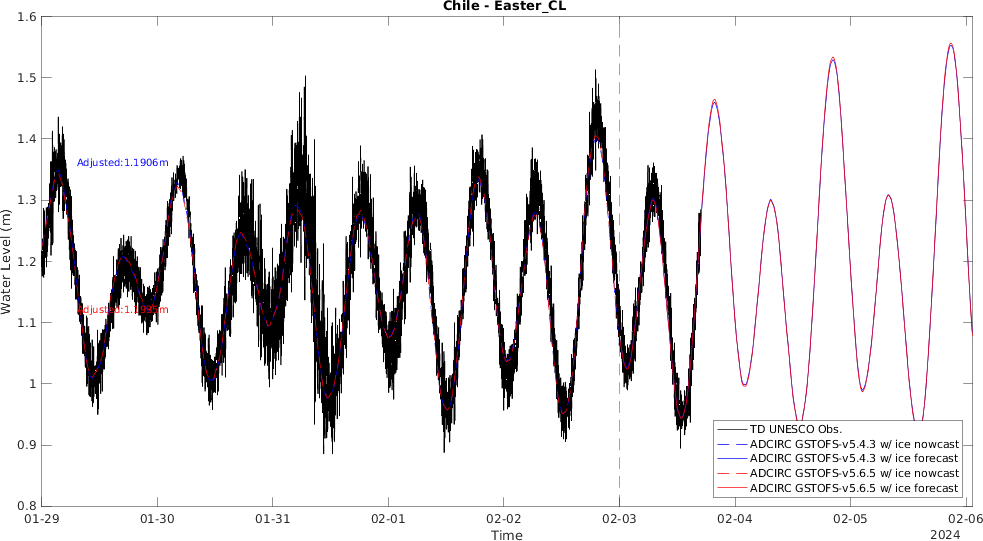 Chile - Easter_CL
1.6
1.5
1.4
1.3
1.2
1.1
1
0.9
0.8
Water Level (m)
Adjusted:1.1906m
01-29
01-30
01-31
02-01
02-02
02-03
02-04
02-05
02-06
Time
2024
TD UNESCO Obs.
ADCIRC GSTOFS-v5.4.3 w/ ice nowcast
ADCIRC GSTOFS-v5.4.3 w/ ice forecast
ADCIRC GSTOFS-v5.6.5 w/ ice nowcast
ADCIRC GSTOFS-v5.6.5 w/ ice forecast